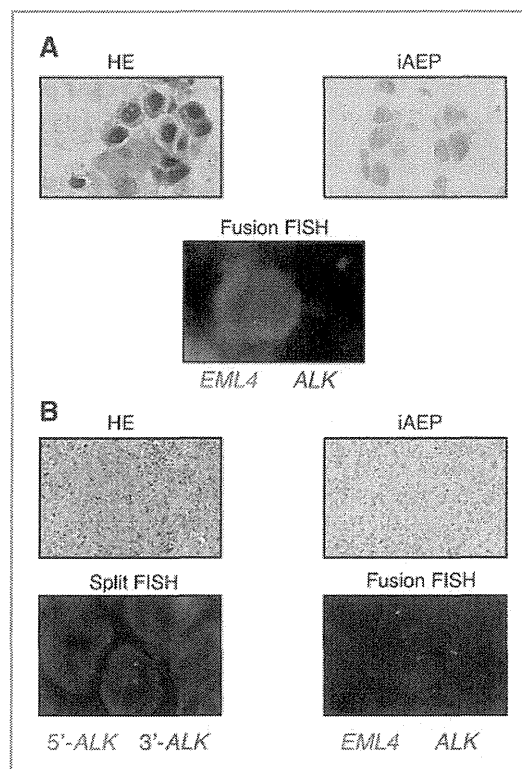 A
HE iAEP
Fusion FISH
EML4 ALK
B
HE iAEP
Split FISH Fusion FISH
5'-ALK 3'-ALK EML4 ALK